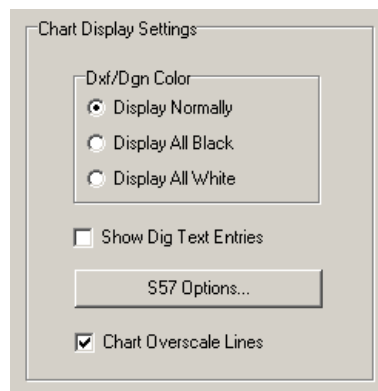 Chart Display Settings
Dxf/Dgn Color
Display Normally
Display All Black
Display All White
Show Dig Text Entries
S57 Options...
Chart Overscale Lines